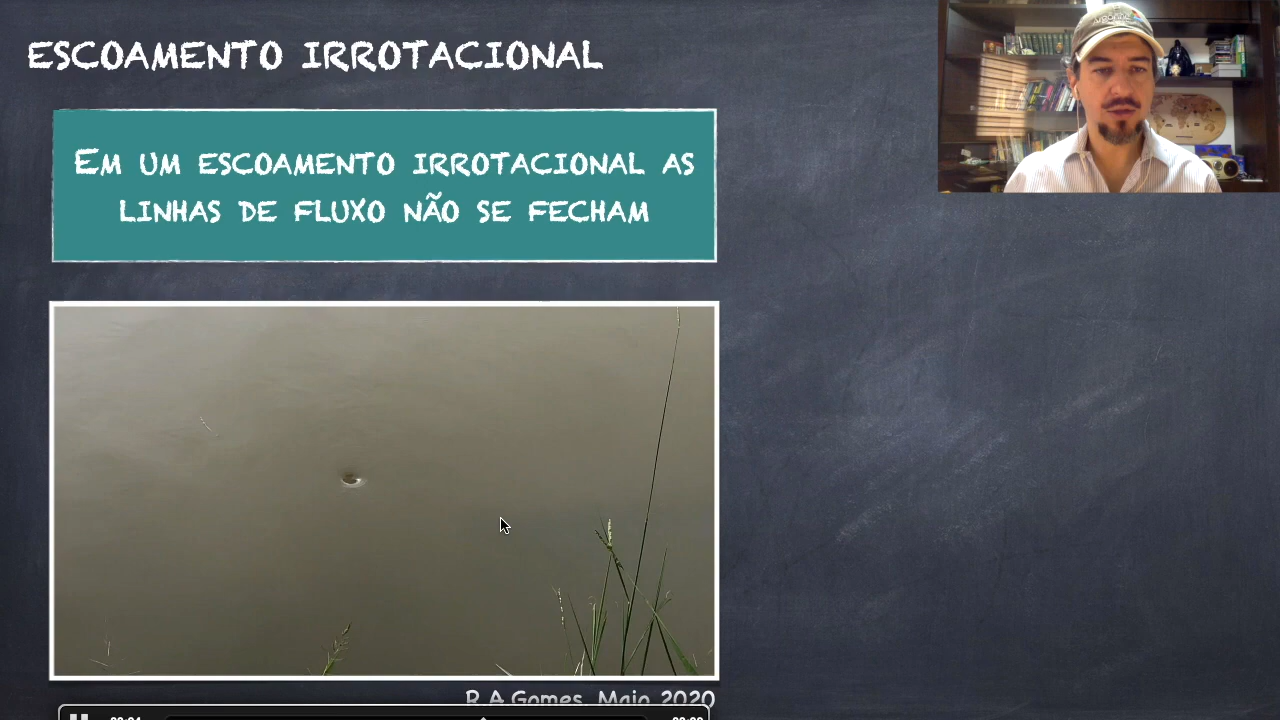 ESCOAMENTO IRROTACIONAL
EM UM ESCOAMENTO IRROTACIONAL AS
LINHAS DE FLUXO NÃO SE FECHAM
R.A.Gomes, Maio 2020